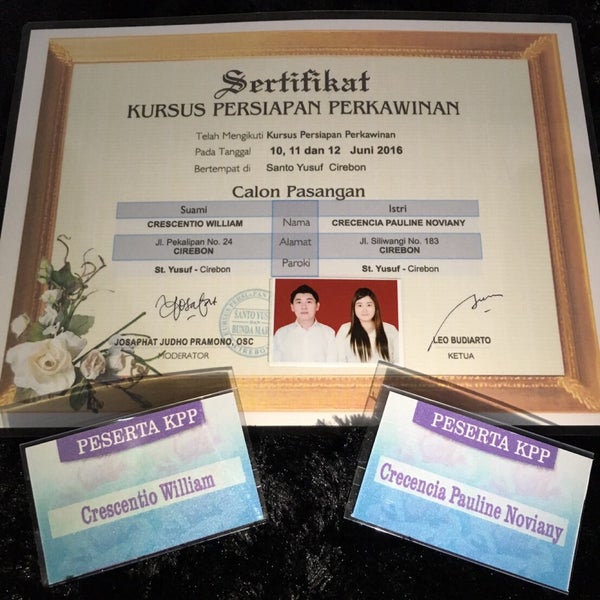 Sertifikat
KURSUS PERSIAPAN PERKAWINAN
Telah Mengikuti Kursus Persiapan Perkawinan
Pada Tanggal 10, 11 dan 12 Juni 2016
Bertempat di Santo Yusuf Cirebon
Calon Pasangan
Suami Istri
CRESCENTIO WILLIAM Nama CRECENCIA PAULINE NOVIANY
Jl. Pekalipan No. 24 Alamat Jl. Siliwangi No. 183
CIREBON CIREBON
Paroki
St. Yusuf - Cirebon St. Yusuf - Cirebon
KURSUS PERSIAPAN
SANTO YUSUF
DAN
BUNDA MARIA
CIREBON
JOSAPHAT JUDHO PRAMONO, OSC LEO BUDIARTO
MODERATOR KETUA
PESERTA KPP
Crescentio William
PESERTA KPP
Crecencia Pauline Noviany